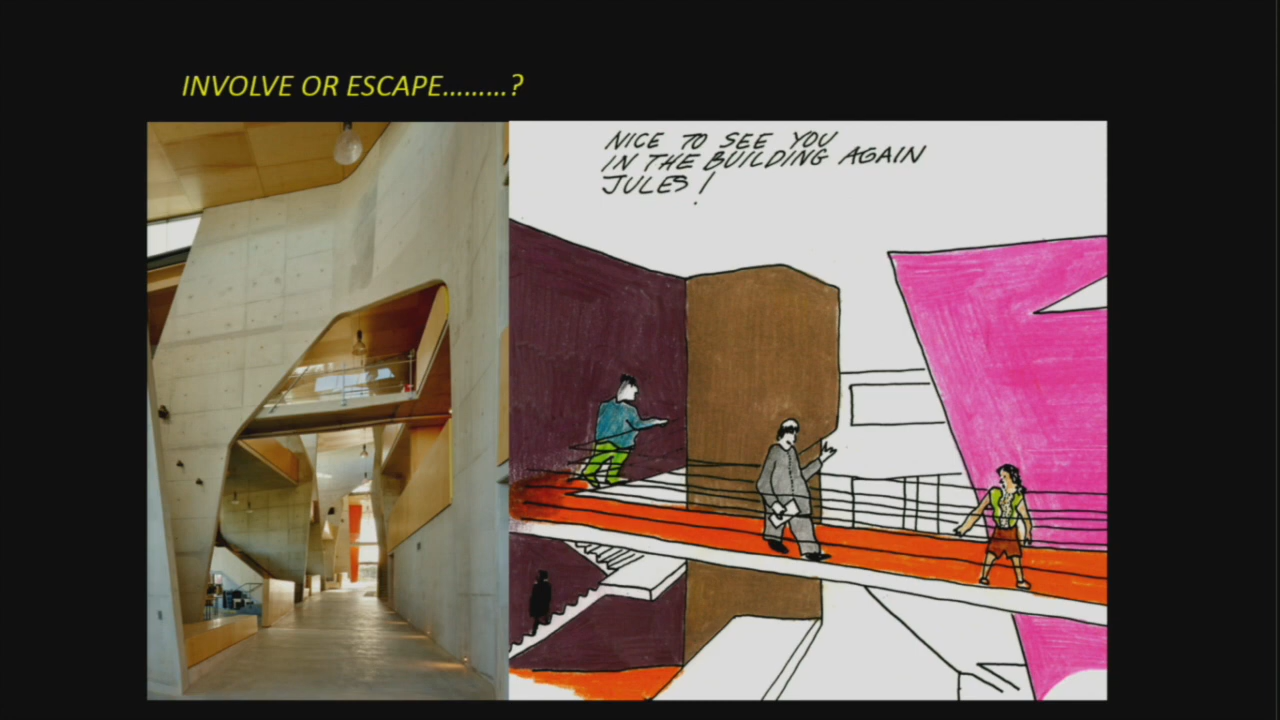 INVOLVE OR ESCAPE.........?
NICE TO SEE YOU
IN THE BUILDING AGAIN
JULES!